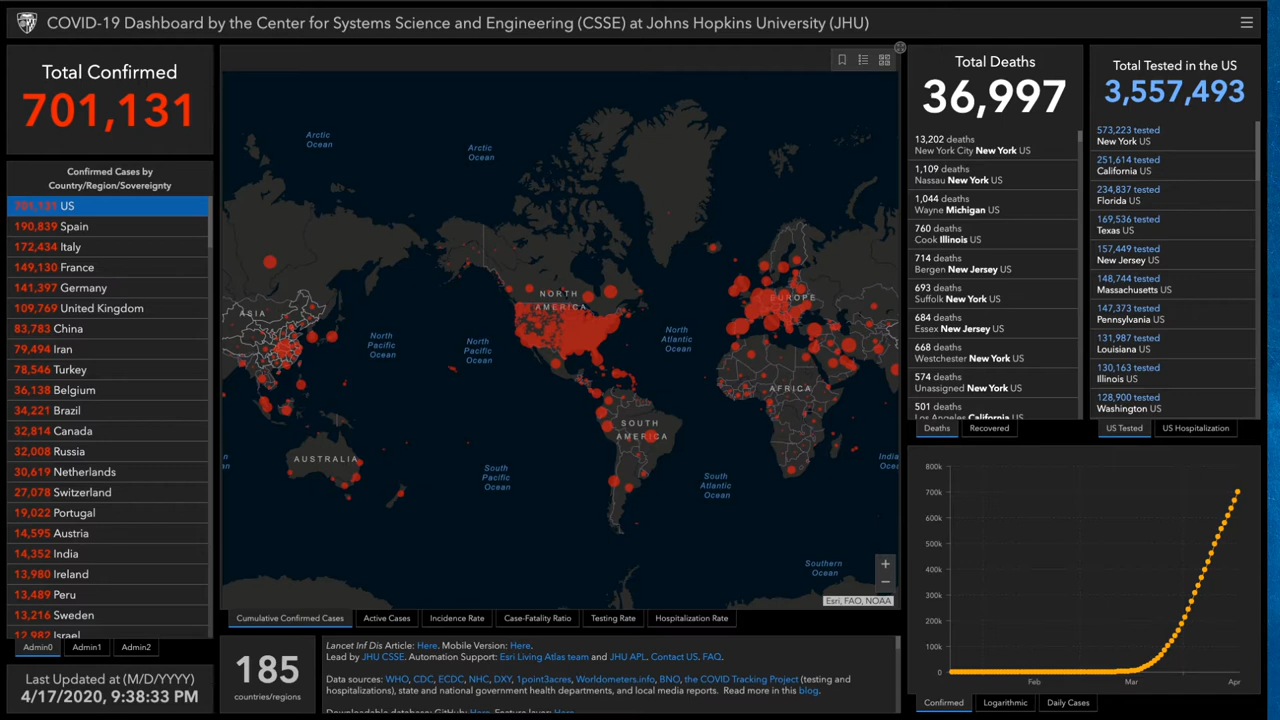 COVID-19 Dashboard by the Center for Systems Science and Engineering (CSSE) at Johns Hopkins University (JHU)
Total Confirmed
701,131
Confirmed Cases by
Country/Region/Sovereignty
701,131 US
190,839 Spain
172,434 Italy
149,130 France
141,397 Germany
109,769 United Kingdom
83,783 China
79,494 Iran
78,546 Turkey
36,138 Belgium
34,221 Brazil
32,814 Canada
32,008 Russia
30,619 Netherlands
27,078 Switzerland
19,022 Portugal
14,595 Austria
14,352 India
13,980 Ireland
13,489 Peru
13,216 Sweden
12,982 Israel
Admin0 Admin1 Admin2
Last Updated at (M/D/YYYY)
4/17/2020, 9:38:33 PM
Arctic
Ocean
Arctic
Ocean
NORTH
AMERICA
EUROPE
ASIA
North
Pacific
Ocean
North
Pacific
Ocean
North
Atlantic
Ocean
AFRICA
SOUTH
AMERICA
AUSTRALIA
India
South
Pacific
Ocean
South
Atlantic
Ocean
Southern
Ocean
+
−
Esri, FAO, NOAA
Cumulative Confirmed Cases Active Cases Incidence Rate Case-Fatality Ratio Testing Rate Hospitalization Rate
185
countries/regions
Lancet Inf Dis Article: Here. Mobile Version: Here.
Lead by JHU CSSE. Automation Support: Esri Living Atlas team and JHU APL. Contact US. FAQ.
Data sources: WHO, CDC, ECDC, NHC, DXY, 1point3acres, Worldometers.info, BNO, the COVID Tracking Project (testing and
hospitalizations), state and national government health departments, and local media reports. Read more in this blog.
Downloadable database: GitHub: Here. Feature layer: Here.
Total Deaths
36,997
13,202 deaths
New York City New York US
1,109 deaths
Nassau New York US
1,044 deaths
Wayne Michigan US
760 deaths
Cook Illinois US
714 deaths
Bergen New Jersey US
693 deaths
Suffolk New York US
684 deaths
Essex New Jersey US
668 deaths
Westchester New York US
574 deaths
Unassigned New York US
501 deaths
Los Angeles California US
Deaths Recovered
Total Tested in the US
3,557,493
573,223 tested
New York US
251,614 tested
California US
234,837 tested
Florida US
169,536 tested
Texas US
157,449 tested
New Jersey US
148,744 tested
Massachusetts US
147,373 tested
Pennsylvania US
131,987 tested
Louisiana US
130,163 tested
Illinois US
128,900 tested
Washington US
US Tested US Hospitalization
800k
700k
600k
500k
400k
300k
200k
100k
0
Feb Mar Apr
Confirmed Logarithmic Daily Cases